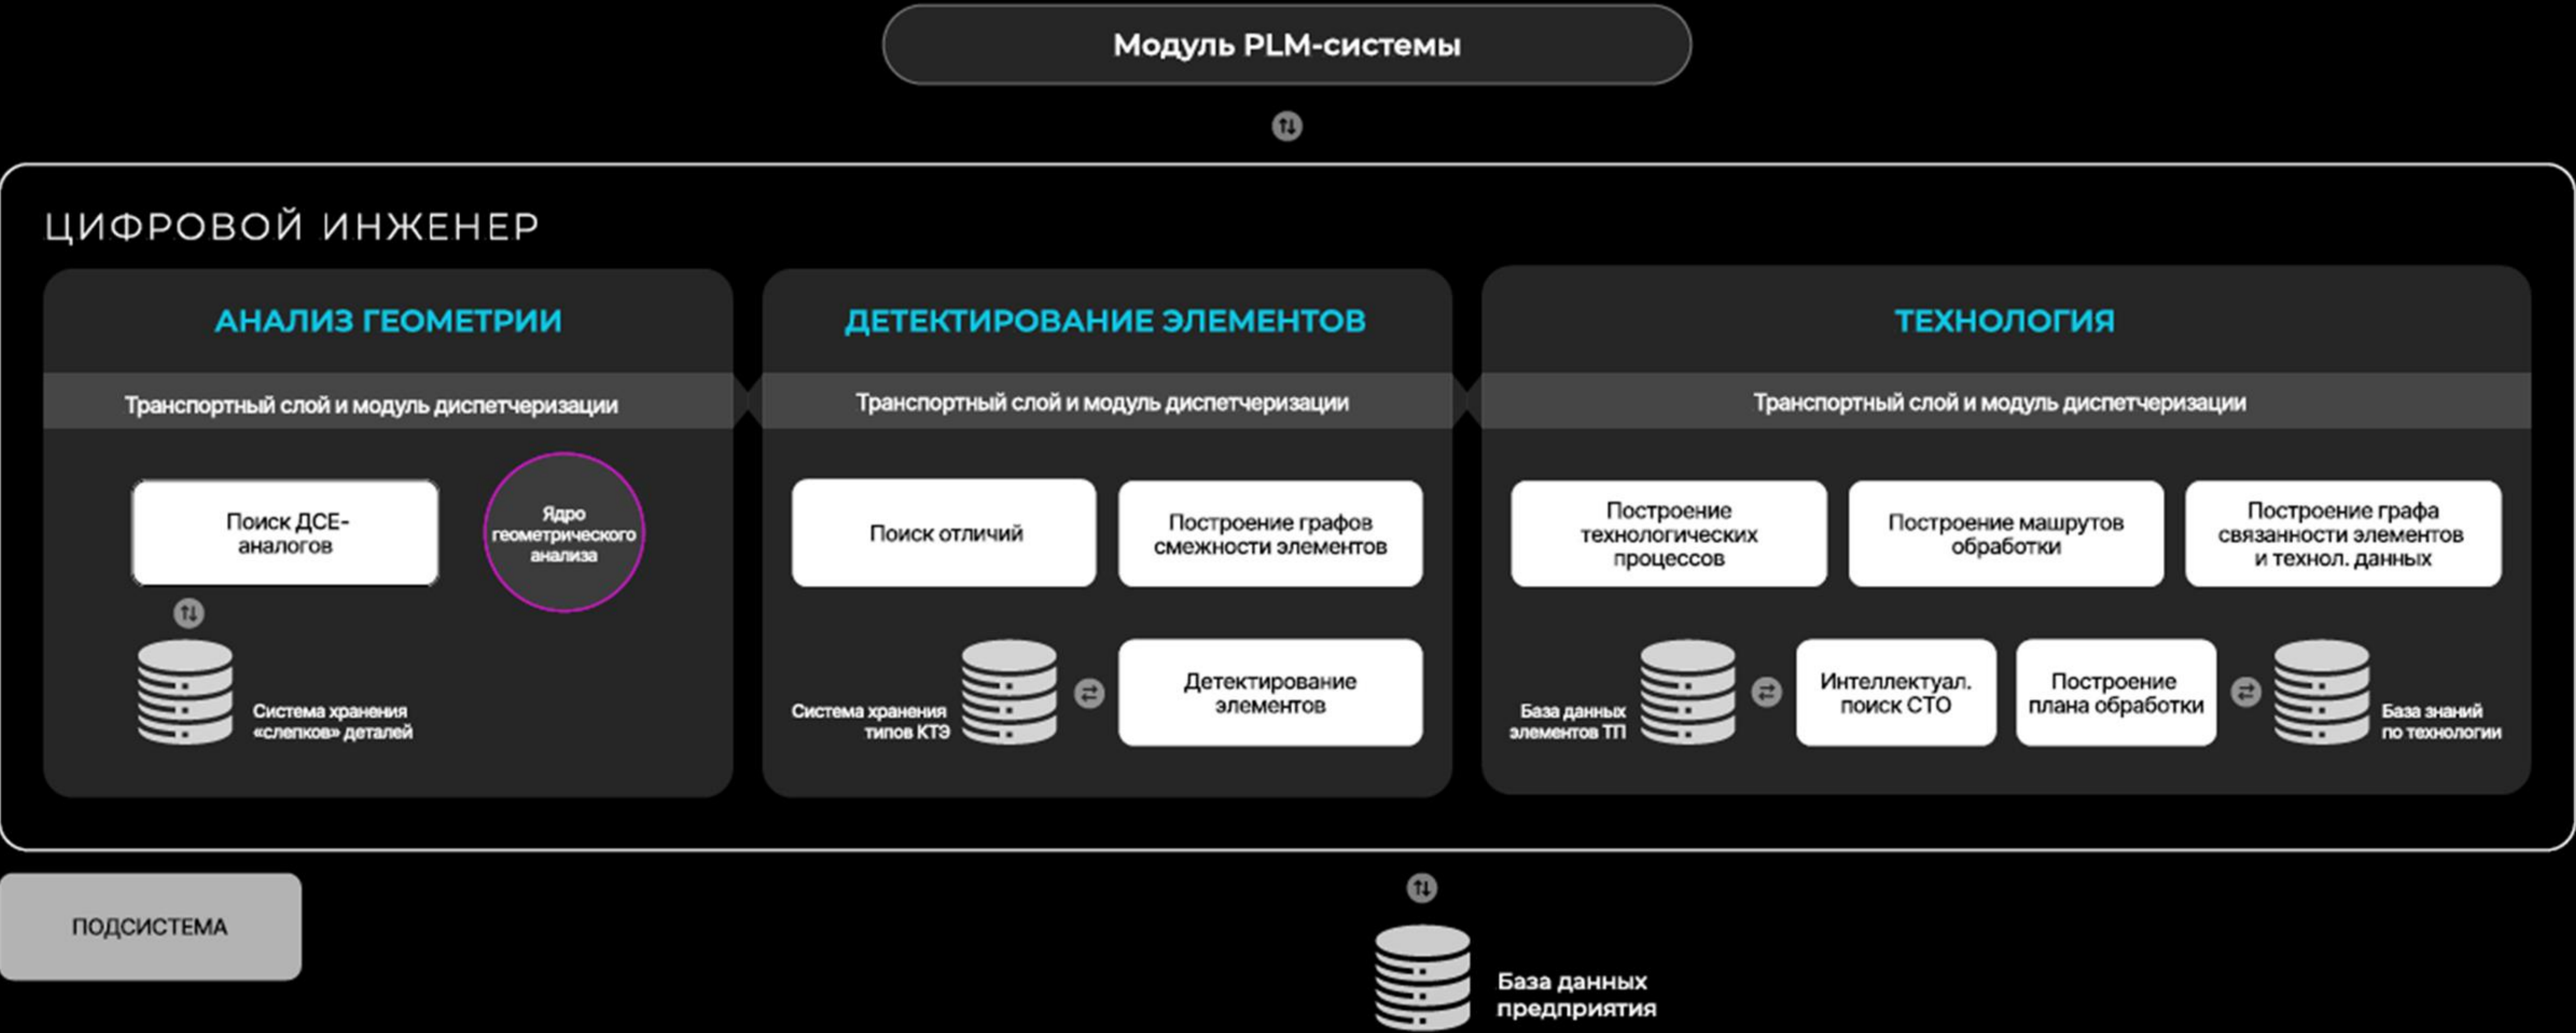 Модуль PLM-системы
ЦИФРОВОЙ ИНЖЕНЕР
АНАЛИЗ ГЕОМЕТРИИ
Транспортный слой и модуль диспетчеризации
Поиск ДСЕ-
аналогов
Ядро
геометрического
анализа
Система хранения
«слепков» деталей
ДЕТЕКТИРОВАНИЕ ЭЛЕМЕНТОВ
Транспортный слой и модуль диспетчеризации
Поиск отличий
Построение графов
смежности элементов
Система хранения
типов КТЭ
Детектирование
элементов
ТЕХНОЛОГИЯ
Транспортный слой и модуль диспетчеризации
Построение
технологических
процессов
Построение машрутов
обработки
Построение графа
связанности элементов
и технол. данных
База данных
элементов ТП
Интеллектуал.
поиск СТО
Построение
плана обработки
База знаний
по технологии
ПОДСИСТЕМА
База данных
предприятия